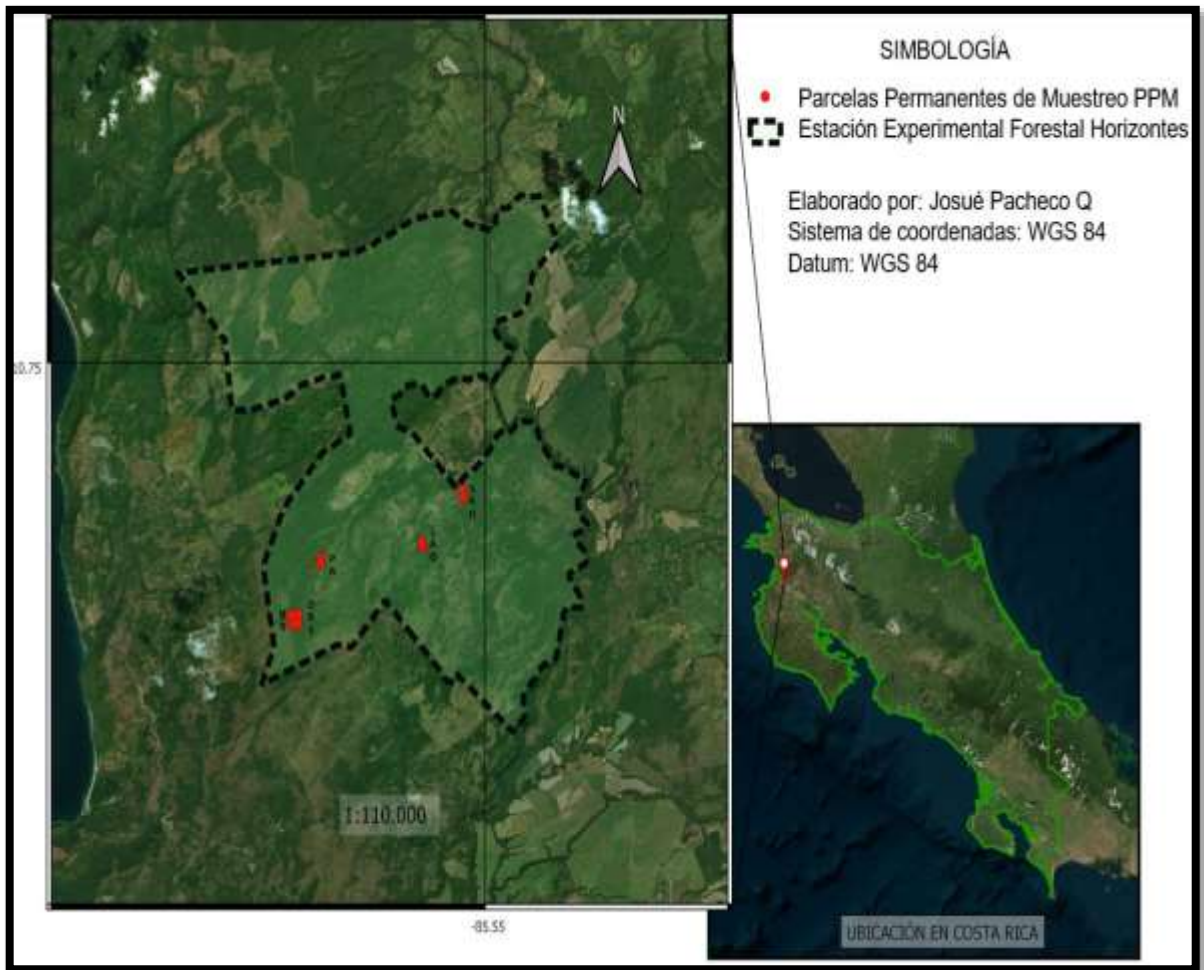 SIMBOLOGÍA
Parcelas Permanentes de Muestreo PPM
Estación Experimental Forestal Horizontes
Elaborado por: Josué Pacheco Q
Sistema de coordenadas: WGS 84
Datum: WGS 84
N
10.75
1:110.000
-85.55
UBICACIÓN EN COSTA RICA